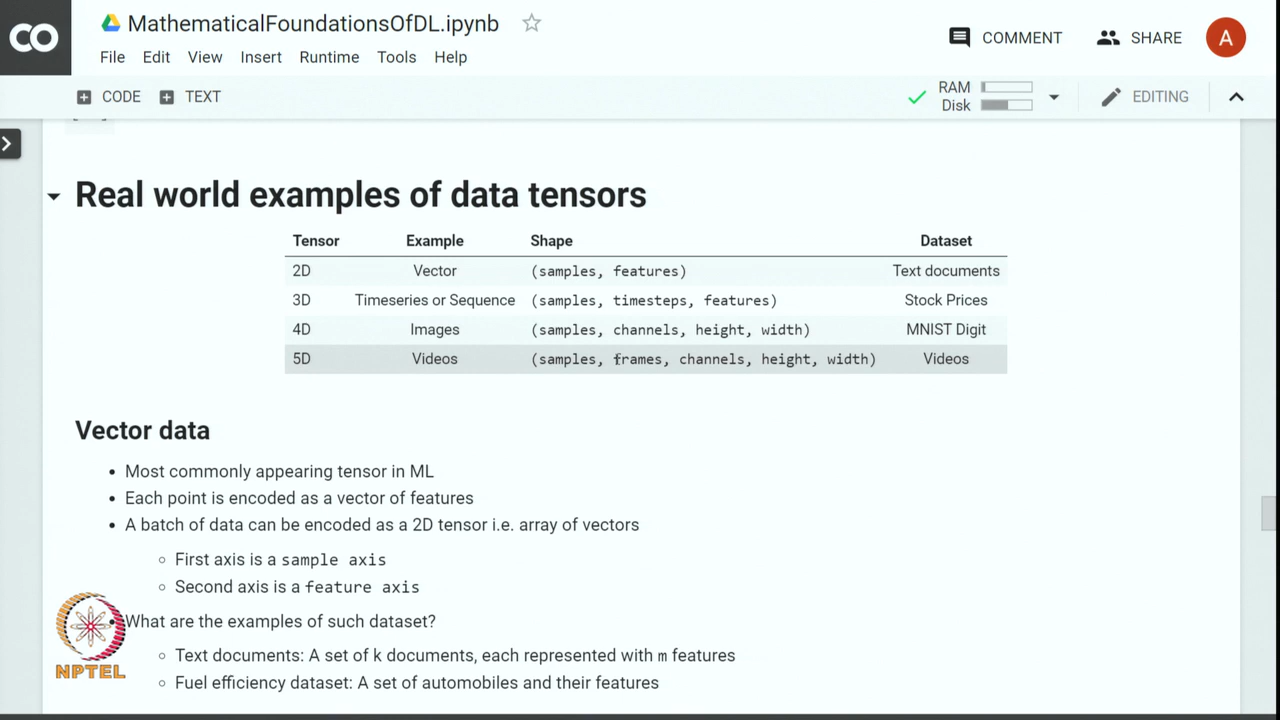 CO MathematicalFoundationsOfDL.ipynb
COMMENT SHARE A
File Edit View Insert Runtime Tools Help
CODE TEXT RAM Disk EDITING
Real world examples of data tensors
Tensor Example Shape Dataset
2D Vector (samples, features) Text documents
3D Timeseries or Sequence (samples, timesteps, features) Stock Prices
4D Images (samples, channels, height, width) MNIST Digit
5D Videos (samples, frames, channels, height, width) Videos
Vector data
• Most commonly appearing tensor in ML
• Each point is encoded as a vector of features
• A batch of data can be encoded as a 2D tensor i.e. array of vectors
◦ First axis is a sample axis
◦ Second axis is a feature axis
• What are the examples of such dataset?
◦ Text documents: A set of k documents, each represented with m features
◦ Fuel efficiency dataset: A set of automobiles and their features
NPTEL